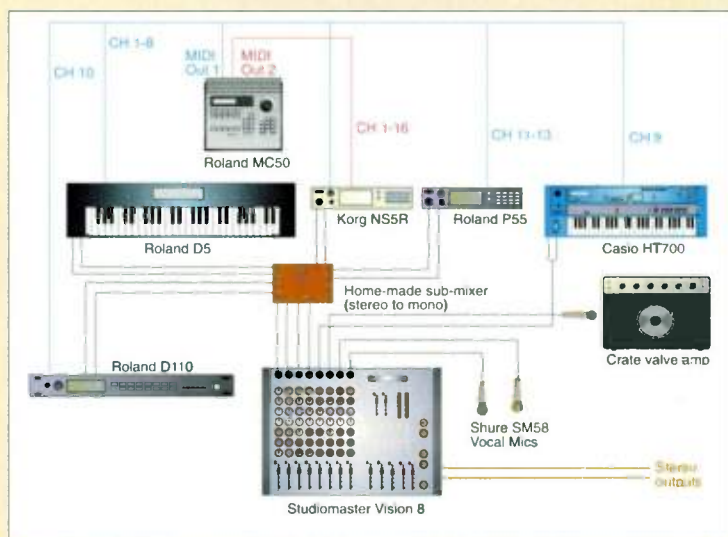 CH 1-8
CH 10
MIDI
Out 1
MIDI
Out 2
CH 1-16
CH 11-13
CH 9
Roland MC50
Roland D5
Korg NS5R
Roland P55
Casio HT700
Home-made sub-mixer
(stereo to mono)
Crate valve amp
Roland D110
Shure SM58
Vocal Mics
Stereo
outputs
Studiomaster Vision 8